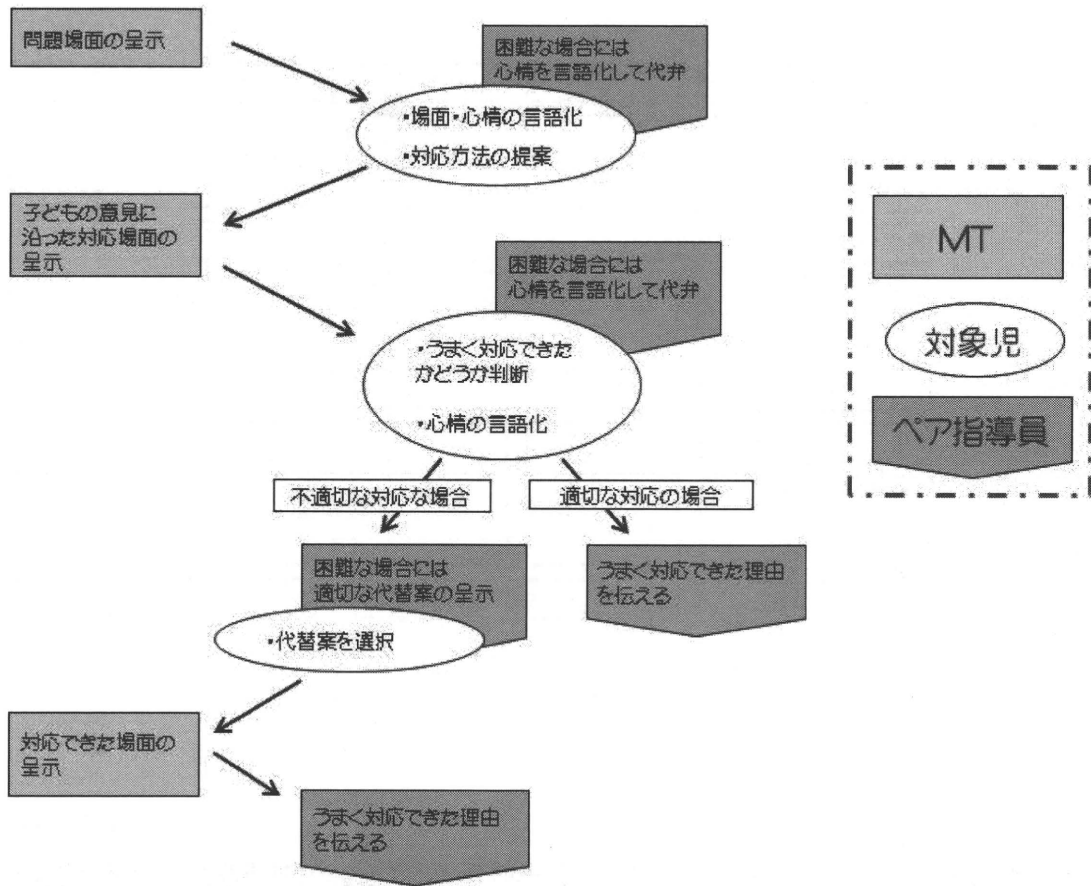 問題場面の呈示
困難な場合には
心情を言語化して代弁
・場面・心情の言語化
・対応方法の提案
子どもの意見に
沿った対応場面の
呈示
困難な場合には
心情を言語化して代弁
・うまく対応できた
かどうか判断
・心情の言語化
不適切な対応な場合
適切な対応の場合
困難な場合には
適切な代替案の呈示
・代替案を選択
うまく対応できた理由
を伝える
対応できた場面の
呈示
うまく対応できた理由
を伝える
MT
対象児
ペア指導員